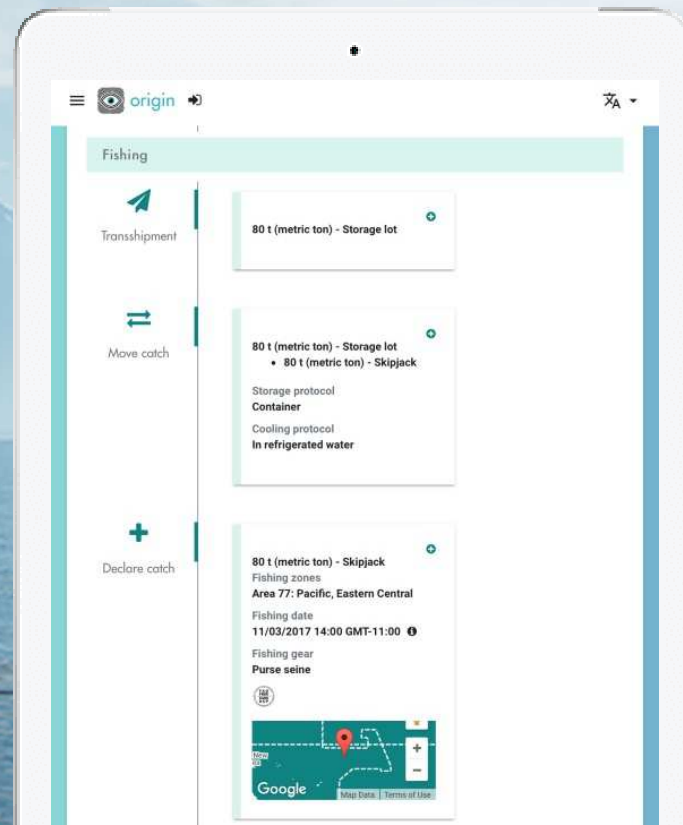 origin
Fishing
Transshipment
80 t (metric ton) - Storage lot
Move catch
80 t (metric ton) - Storage lot
• 80 t (metric ton) - Skipjack
Storage protocol
Container
Cooling protocol
In refrigerated water
Declare catch
80 t (metric ton) - Skipjack
Fishing zones
Area 77: Pacific, Eastern Central
Fishing date
11/03/2017 14:00 GMT-11:00
Fishing gear
Purse seine
New
Google
Map Data
Terms of Use